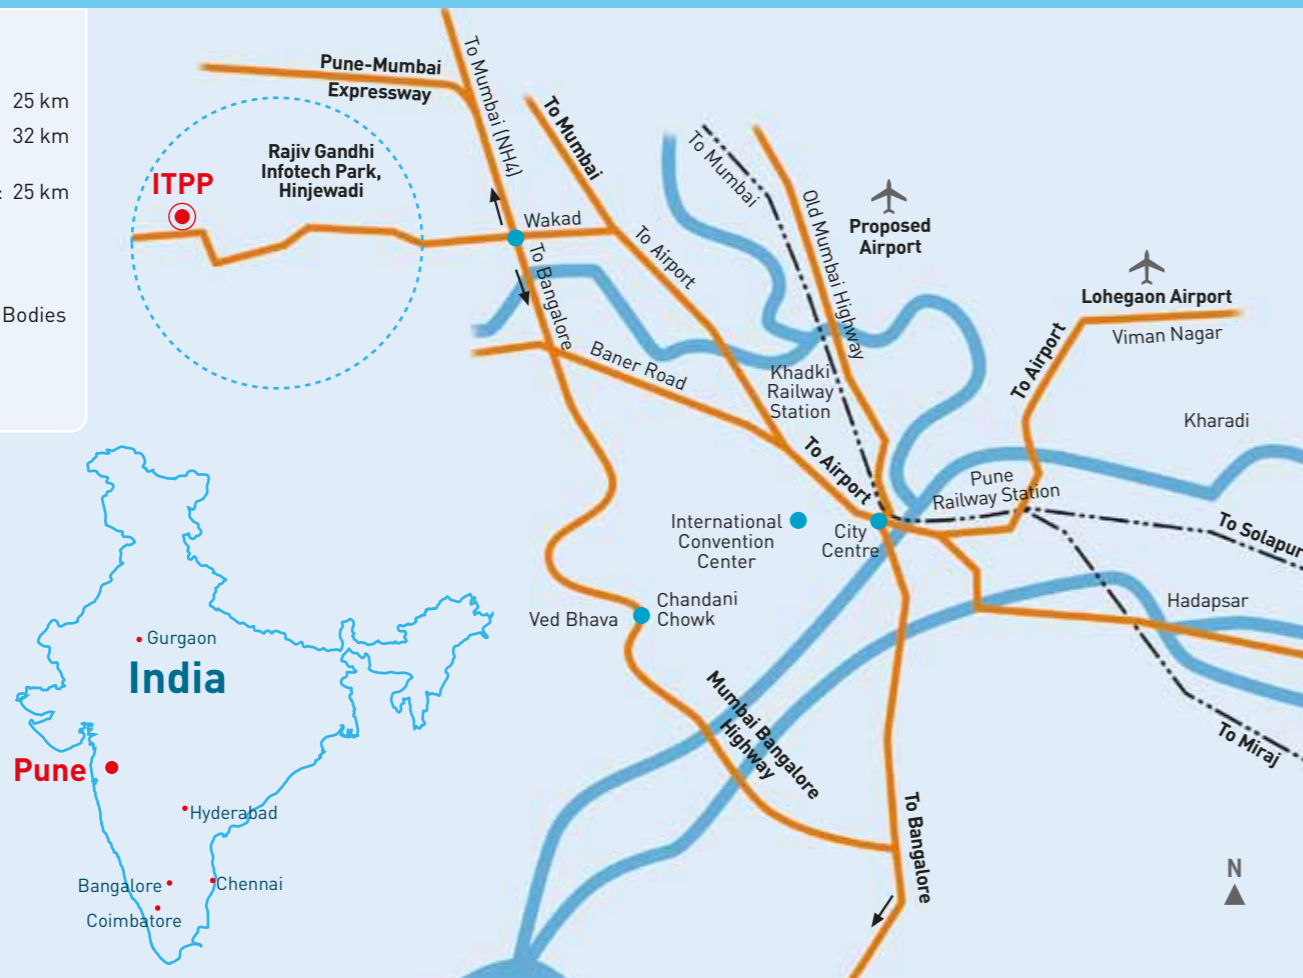 25 km
32 km
: 25 km
Bodies
Pune-Mumbai
Expressway
To Mumbai (NH4)
To Mumbai
To Mumbai
Old Mumbai Highway
Proposed
Airport
Lohegaon Airport
Viman Nagar
Rajiv Gandhi
Infotech Park,
Hinjewadi
ITPP
Wakad
To Bangalore
To Airport
Baner Road
Khadki
Railway
Station
To Airport
Kharadi
To Airport
Pune
Railway Station
International
Convention
Center
City
Centre
To Solapur
Ved Bhava
Chandani
Chowk
Hadapsar
Mumbai Bangalore
Highway
To Miraj
To Bangalore
N
Gurgaon
India
Pune
Hyderabad
Bangalore
Chennai
Coimbatore